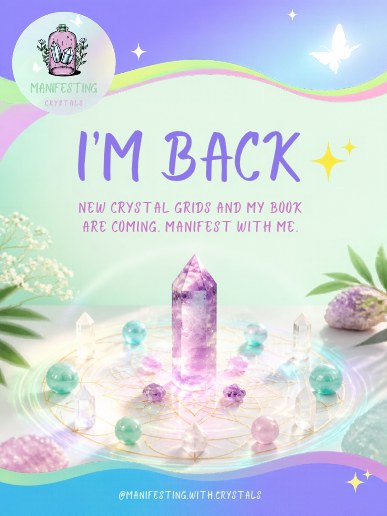 MANIFESTING
CRYSTALS
I'M BACK
NEW CRYSTAL GRIDS AND MY BOOK
ARE COMING. MANIFEST WITH ME.
@MANIFESTING.WITH.CRYSTALS